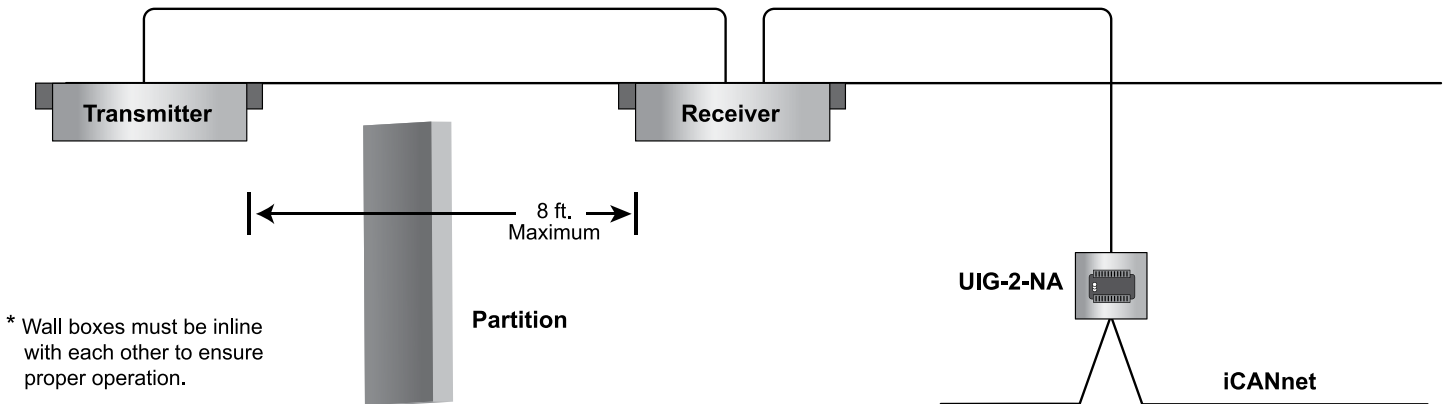 Transmitter
Receiver
8 ft.
Maximum
UIG-2-NA
Partition
* Wall boxes must be inline
with each other to ensure
proper operation.
iCANnet